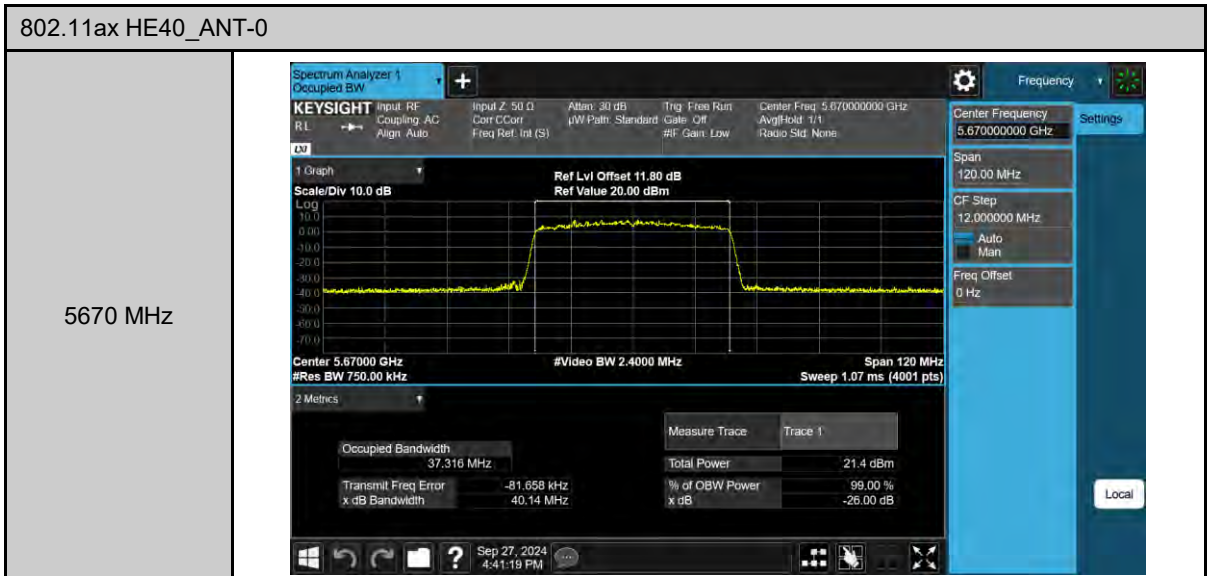 802.11ax HE40_ANT-0
5670 MHz
Spectrum Analyzer 1
Occupied BW
+
Frequency
KEYSIGHT
RL
LXI
Input: RF
Coupling: AC
Align: Auto
Input Z: 50 Ω
Corr CCorr
Freq Ref: Int (S)
Atten: 30 dB
µW Path: Standard
Trig: Free Run
Gate: Off
#IF Gain: Low
Center Freq: 5.670000000 GHz
Avg|Hold: 1/1
Radio Std: None
Center Frequency
5.670000000 GHz
Settings
Span
120.00 MHz
CF Step
12.000000 MHz
Auto
Man
Freq Offset
0 Hz
Local
1 Graph
Scale/Div 10.0 dB
Ref Lvl Offset 11.80 dB
Ref Value 20.00 dBm
Log
10.0
0.00
-10.0
-20.0
-30.0
-40.0
-50.0
-60.0
-70.0
Center 5.67000 GHz
#Video BW 2.4000 MHz
Span 120 MHz
#Res BW 750.00 kHz
Sweep 1.07 ms (4001 pts)
2 Metrics
Measure Trace Trace 1
Occupied Bandwidth
37.316 MHz
Total Power 21.4 dBm
Transmit Freq Error -81.658 kHz
% of OBW Power 99.00 %
x dB Bandwidth 40.14 MHz
x dB -26.00 dB
?
Sep 27, 2024
4:41:19 PM